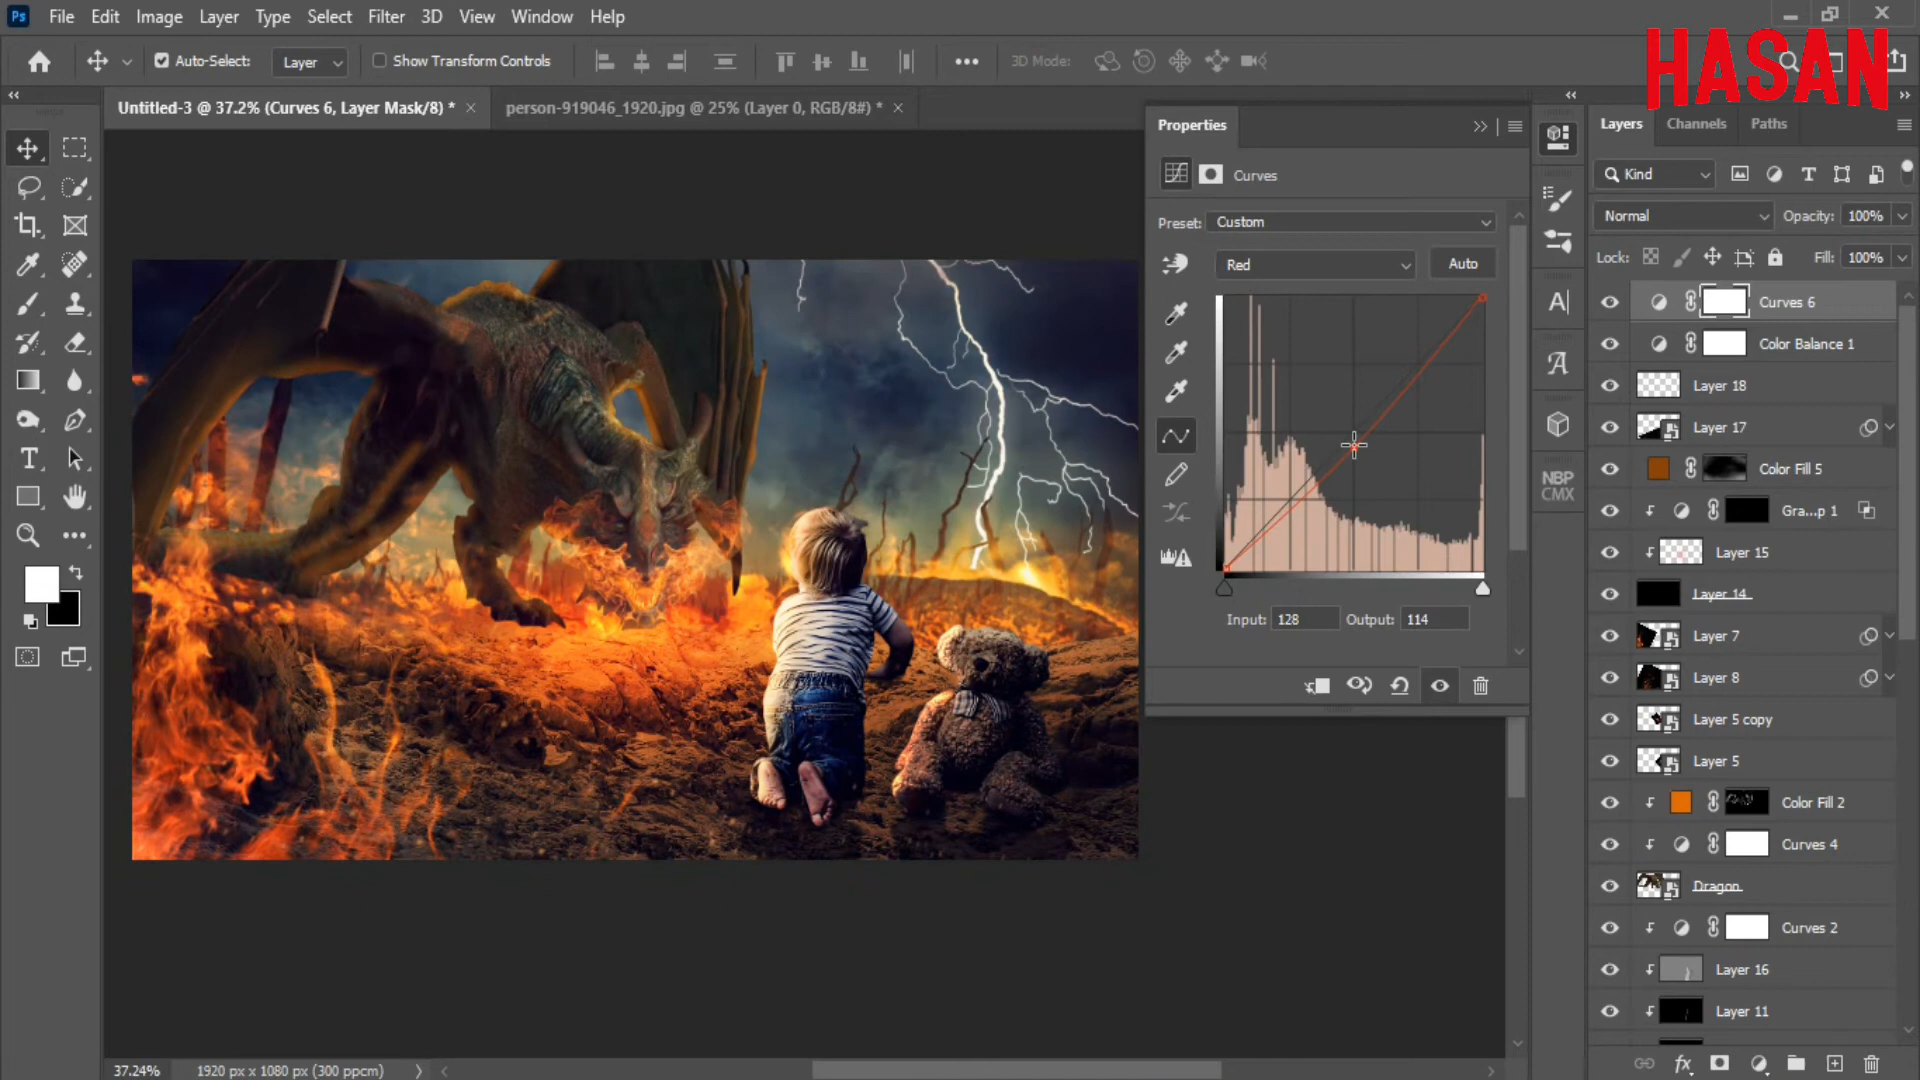 Ps File Edit Image Layer Type Select Filter 3D View Window Help
HASAN
Auto-Select: Layer Show Transform Controls 3D Mode:
Untitled-3 @ 37.2% (Curves 6, Layer Mask/8) * person-919046_1920.jpg @ 25% (Layer 0, RGB/8#) *
Properties
Curves
Preset: Custom
Red Auto
Input: 128 Output: 114
NBP
CMX
Layers Channels Paths
Kind
Normal Opacity: 100%
Lock: Fill: 100%
Curves 6
Color Balance 1
Layer 18
Layer 17
Color Fill 5
Gra...p 1
Layer 15
Layer 14
Layer 7
Layer 8
Layer 5 copy
Layer 5
Color Fill 2
Curves 4
Dragon
Curves 2
Layer 16
Layer 11
fx
37.24% 1920 px x 1080 px (300 ppcm)